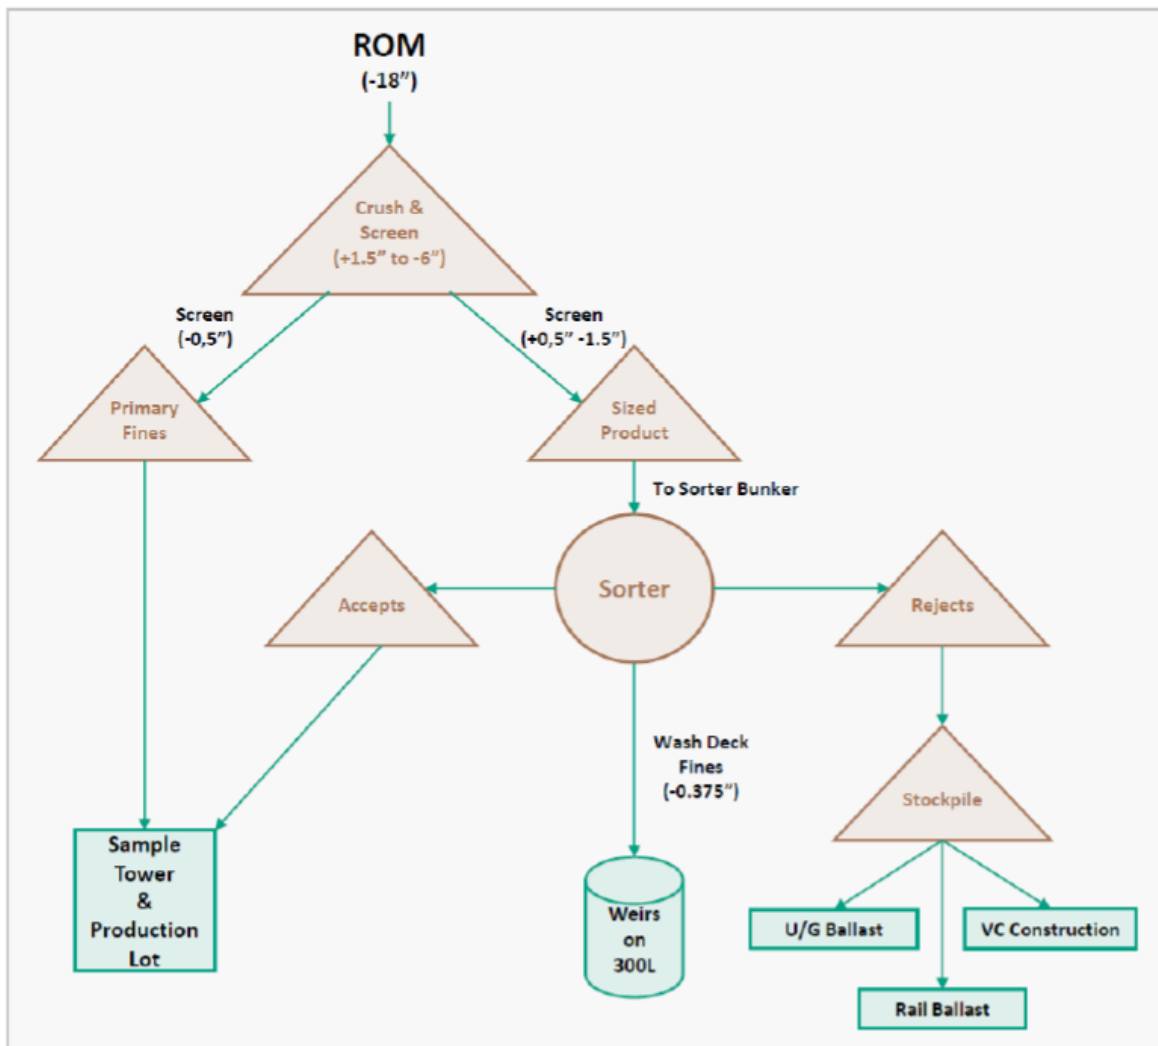 ROM
(-18”)
Crush &
Screen
(+1.5” to -6”)
Screen
(-0,5”)
Screen
(+0,5” -1.5”)
Primary
Fines
Sized
Product
To Sorter Bunker
Accepts
Sorter
Rejects
Wash Deck
Fines
(-0.375”)
Stockpile
Sample
Tower
&
Production
Lot
Weirs
on
300L
U/G Ballast
VC Construction
Rail Ballast